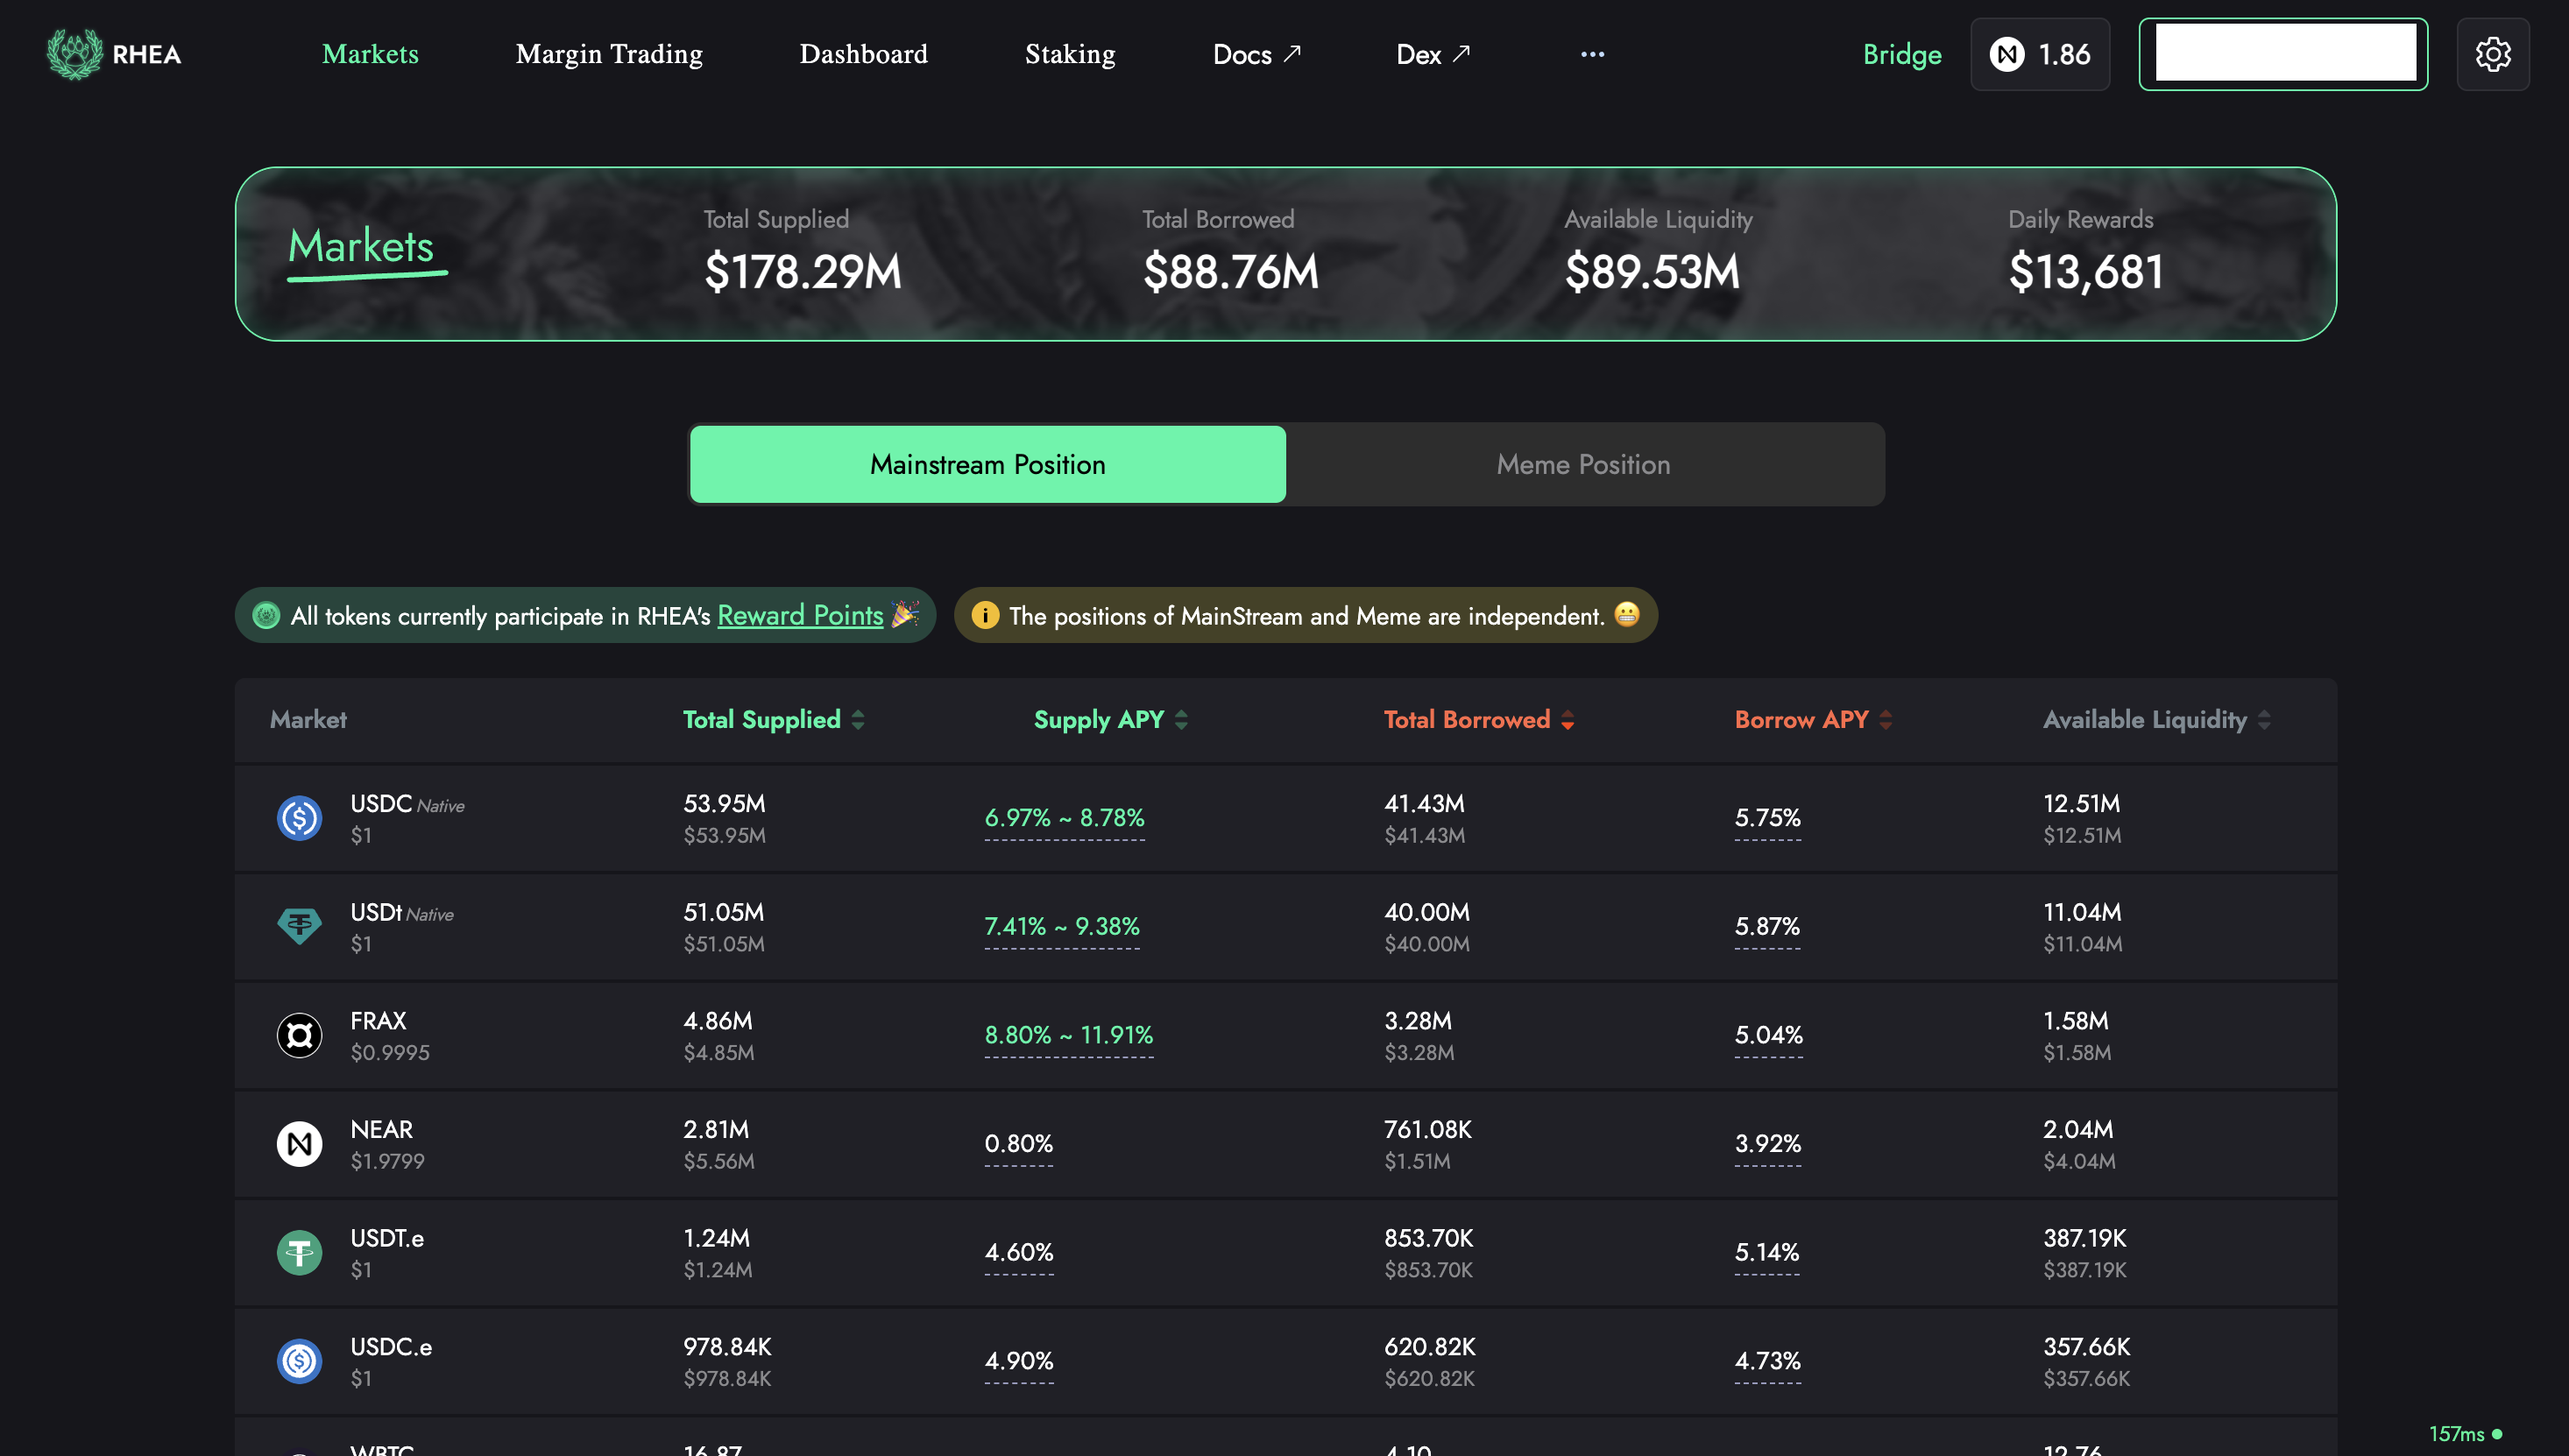 RHEA Markets Margin Trading Dashboard Staking Docs ↗ Dex ↗ ••• Bridge 1.86
Markets
Total Supplied Total Borrowed Available Liquidity Daily Rewards
$178.29M $88.76M $89.53M $13,681
Mainstream Position Meme Position
All tokens currently participate in RHEA's Reward Points 🎉 The positions of MainStream and Meme are independent. 😬
Market Total Supplied Supply APY Total Borrowed Borrow APY Available Liquidity
USDC Native 53.95M 6.97% ~ 8.78% 41.43M 5.75% 12.51M
$1 $53.95M $41.43M $12.51M
USDt Native 51.05M 7.41% ~ 9.38% 40.00M 5.87% 11.04M
$1 $51.05M $40.00M $11.04M
FRAX 4.86M 8.80% ~ 11.91% 3.28M 5.04% 1.58M
$0.9995 $4.85M $3.28M $1.58M
NEAR 2.81M 0.80% 761.08K 3.92% 2.04M
$1.9799 $5.56M $1.51M $4.04M
USDT.e 1.24M 4.60% 853.70K 5.14% 387.19K
$1 $1.24M $853.70K $387.19K
USDC.e 978.84K 4.90% 620.82K 4.73% 357.66K
$1 $978.84K $620.82K $357.66K
157ms
WBTC 16.87 4.10 12.76